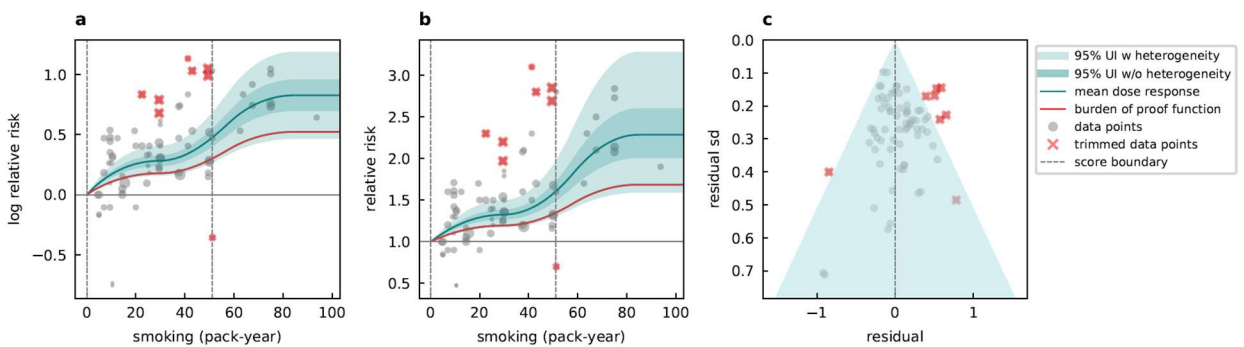 a
1.0
0.5
0.0
−0.5
log relative risk
0 20 40 60 80 100
smoking (pack-year)
b
3.0
2.5
2.0
1.5
1.0
0.5
relative risk
0 20 40 60 80 100
smoking (pack-year)
c
0.0
0.1
0.2
0.3
0.4
0.5
0.6
0.7
residual sd
−1 0 1
residual
95% UI w heterogeneity
95% UI w/o heterogeneity
mean dose response
burden of proof function
data points
trimmed data points
score boundary